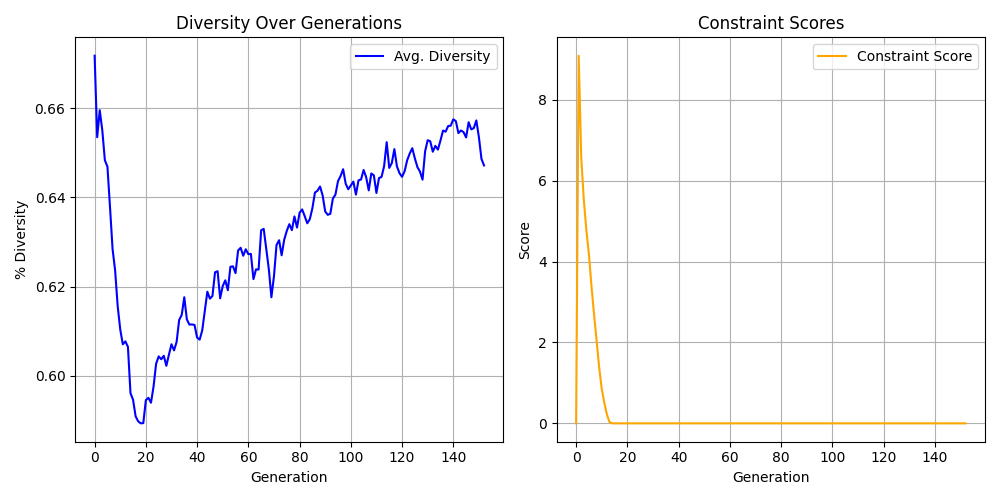 Diversity Over Generations
Avg. Diversity
% Diversity
0.66
0.64
0.62
0.60
0 20 40 60 80 100 120 140
Generation
Constraint Scores
Constraint Score
Score
8
6
4
2
0
0 20 40 60 80 100 120 140
Generation